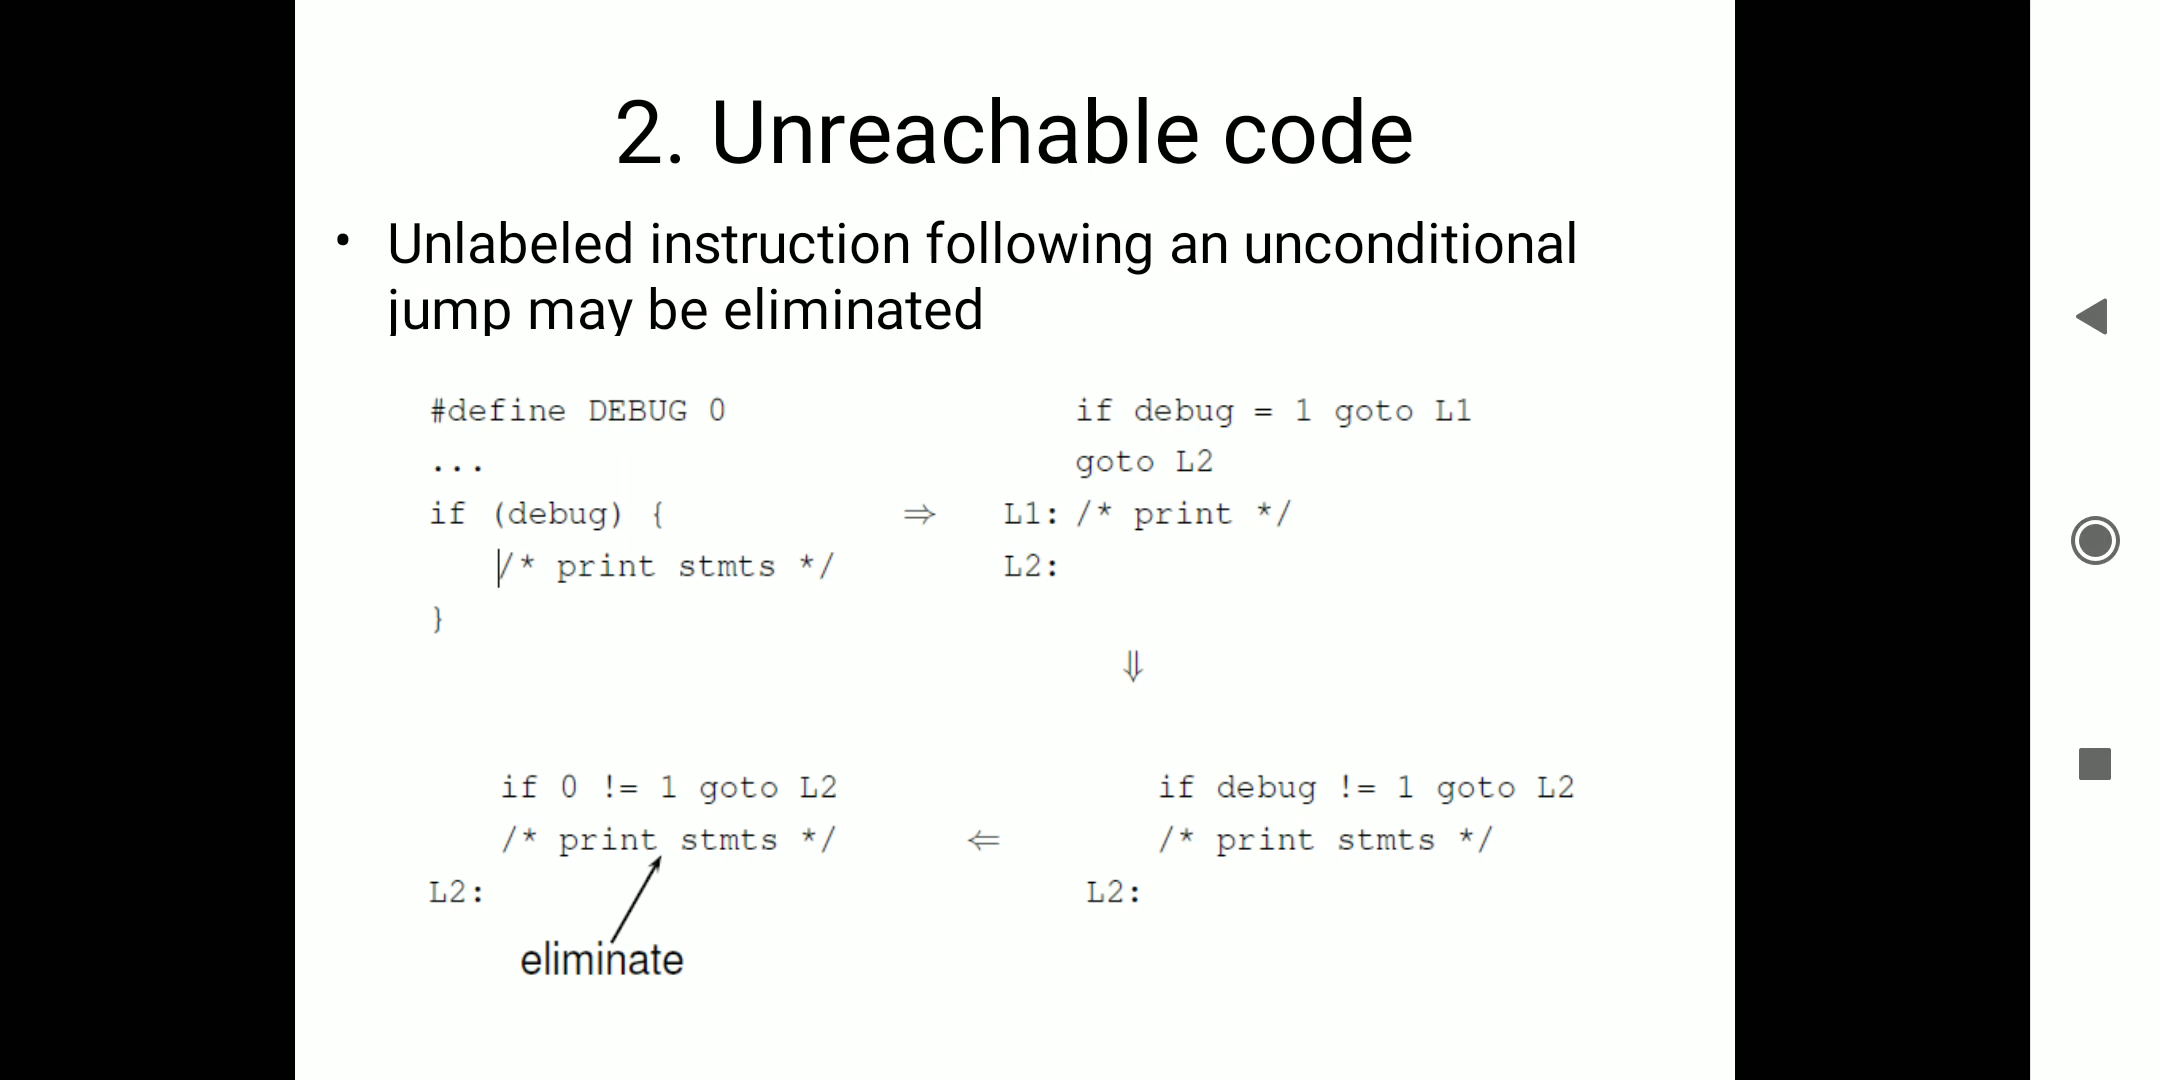 2. Unreachable code
• Unlabeled instruction following an unconditional
jump may be eliminated
#define DEBUG 0
...
if (debug) {
/* print stmts */
}
⇒
if debug = 1 goto L1
goto L2
L1: /* print */
L2:
⇓
if debug != 1 goto L2
/* print stmts */
L2:
⇐
if 0 != 1 goto L2
/* print stmts */
L2:
eliminate